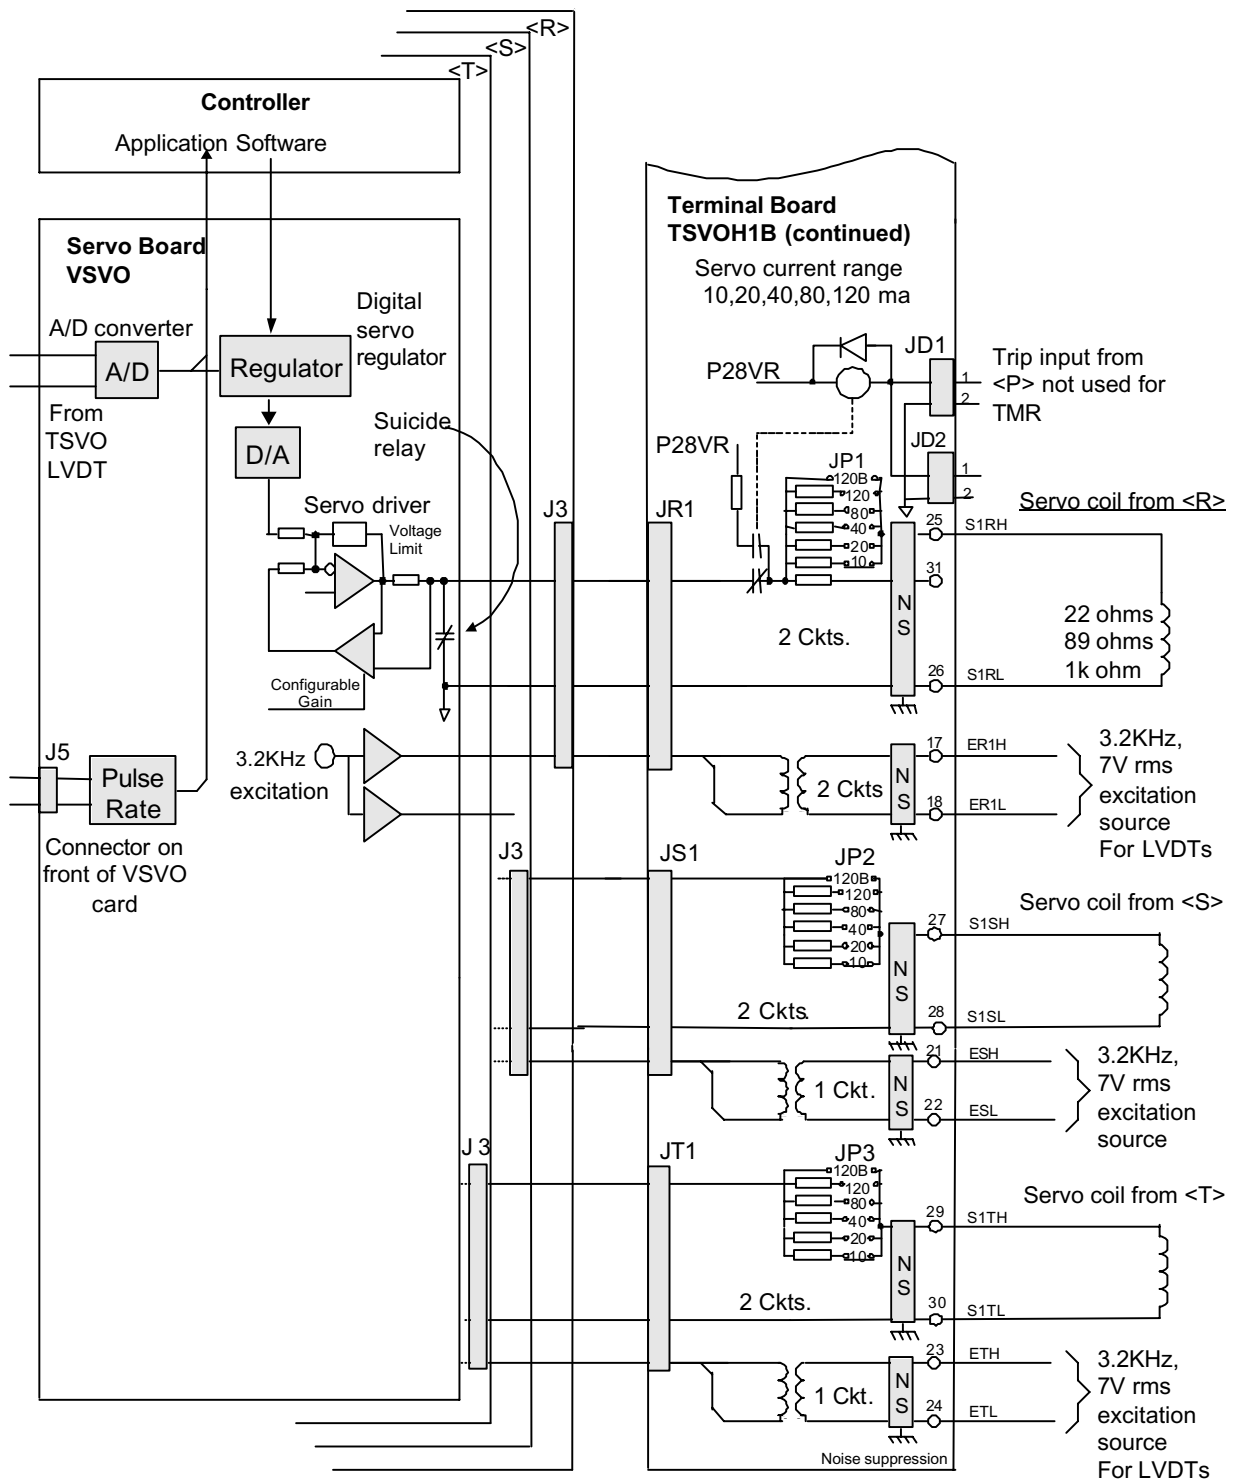 <R>
<S>
<T>
Controller
Application Software
Servo Board
VSVO
A/D converter
A/D
From
TSVO
LVDT
Regulator
Digital
servo
regulator
D/A
Suicide
relay
Servo driver
Voltage
Limit
Configurable
Gain
J5
Pulse
Rate
Connector on
front of VSVO
card
3.2KHz
excitation
J3
JR1
Terminal Board
TSVOH1B (continued)
Servo current range
10,20,40,80,120 ma
P28VR
JD1
1
2
Trip input from
<P> not used for
TMR
P28VR
JD2
1
2
JP1
120B
120
80
40
20
10
Servo coil from <R>
25
S1RH
31
N
S
2 Ckts.
22 ohms
89 ohms
1k ohm
26
S1RL
17
ER1H
2 Ckts
N
S
18
ER1L
3.2KHz,
7V rms
excitation
source
For LVDTs
J3
JS1
JP2
120B
120
80
40
20
10
Servo coil from <S>
27
S1SH
N
S
2 Ckts.
28
S1SL
21
ESH
1 Ckt.
N
S
22
ESL
3.2KHz,
7V rms
excitation
source
J 3
JT1
JP3
120B
120
80
40
20
10
Servo coil from <T>
29
S1TH
N
S
2 Ckts.
30
S1TL
23
ETH
1 Ckt.
N
S
24
ETL
3.2KHz,
7V rms
excitation
source
For LVDTs
Noise suppression